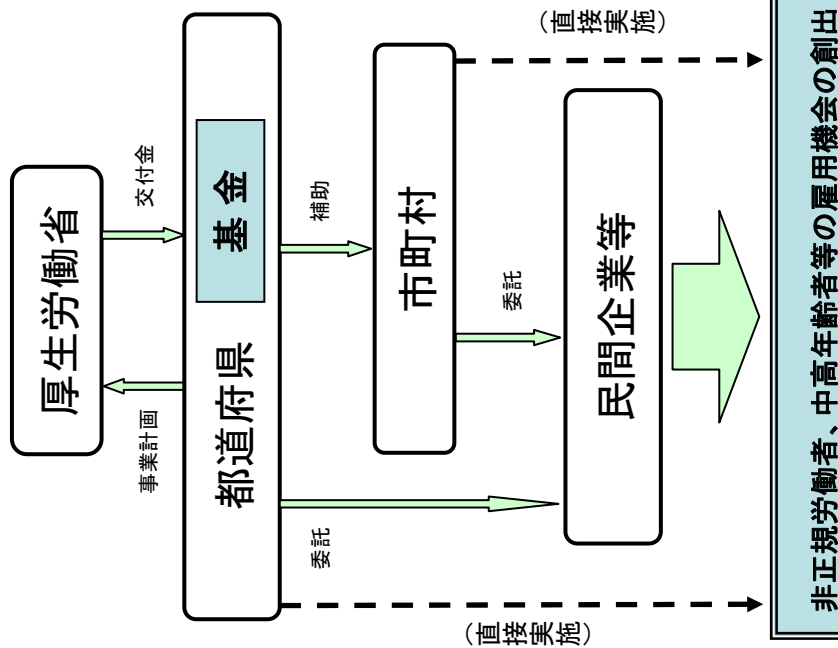 厚生労働省
事業計画
交付金
都道府県
基金
委託
補助
市町村
委託
（直接実施）
（直接実施）
民間企業等
非正規労働者、中高年齢者等の雇用機会の創出